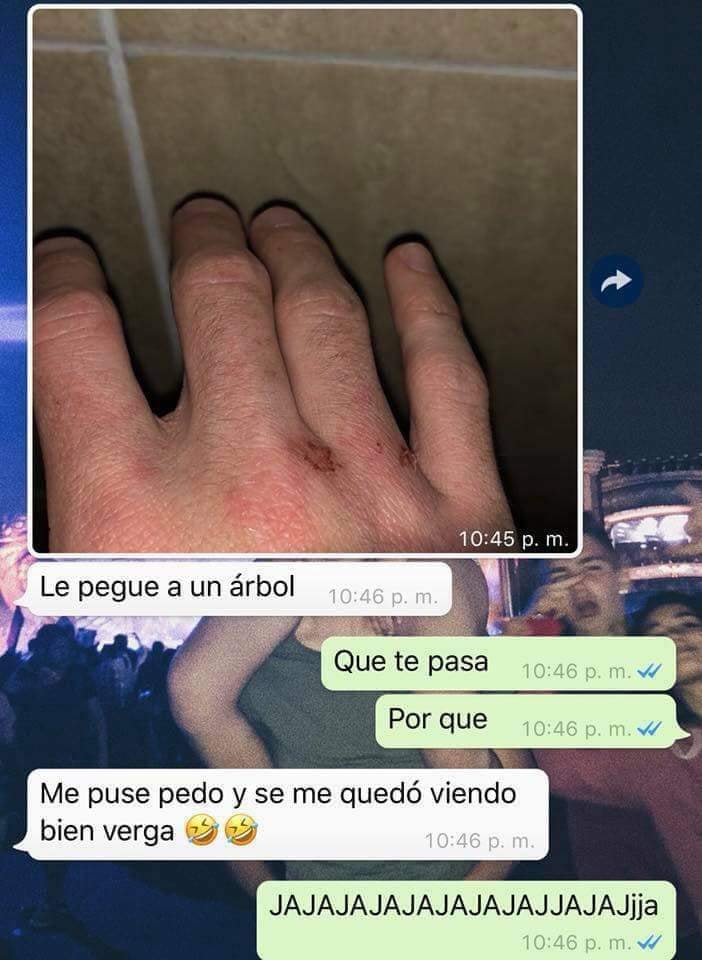 10:45 p. m.
Le pegue a un árbol 10:46 p. m.
Que te pasa 10:46 p. m.
Por que 10:46 p. m.
Me puse pedo y se me quedó viendo
bien verga 🤣🤣 10:46 p. m.
JAJAJAJAJAJAJAJAJJAJAJjja
10:46 p. m.